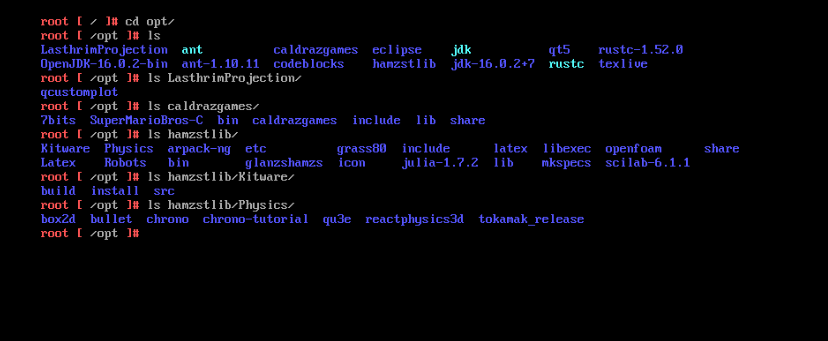 root [ / ]# cd opt/
root [ /opt ]# ls
LasthrimProjection ant caldrazgames eclipse jdk qt5 rustc-1.52.0
OpenJDK-16.0.2-bin ant-1.10.11 codeblocks hamzstlib jdk-16.0.2+7 rustc texlive
root [ /opt ]# ls LasthrimProjection/
qcustomplot
root [ /opt ]# ls caldrazgames/
7bits SuperMarioBros-C bin caldrazgames include lib share
root [ /opt ]# ls hamzstlib/
Kitware Physics arpack-ng etc grass80 include latex libexec openfoam share
Latex Robots bin glanzshamzs icon julia-1.7.2 lib mkspecs scilab-6.1.1
root [ /opt ]# ls hamzstlib/Kitware/
build install src
root [ /opt ]# ls hamzstlib/Physics/
box2d bullet chrono chrono-tutorial qu3e reactphysics3d tokamak_release
root [ /opt ]#